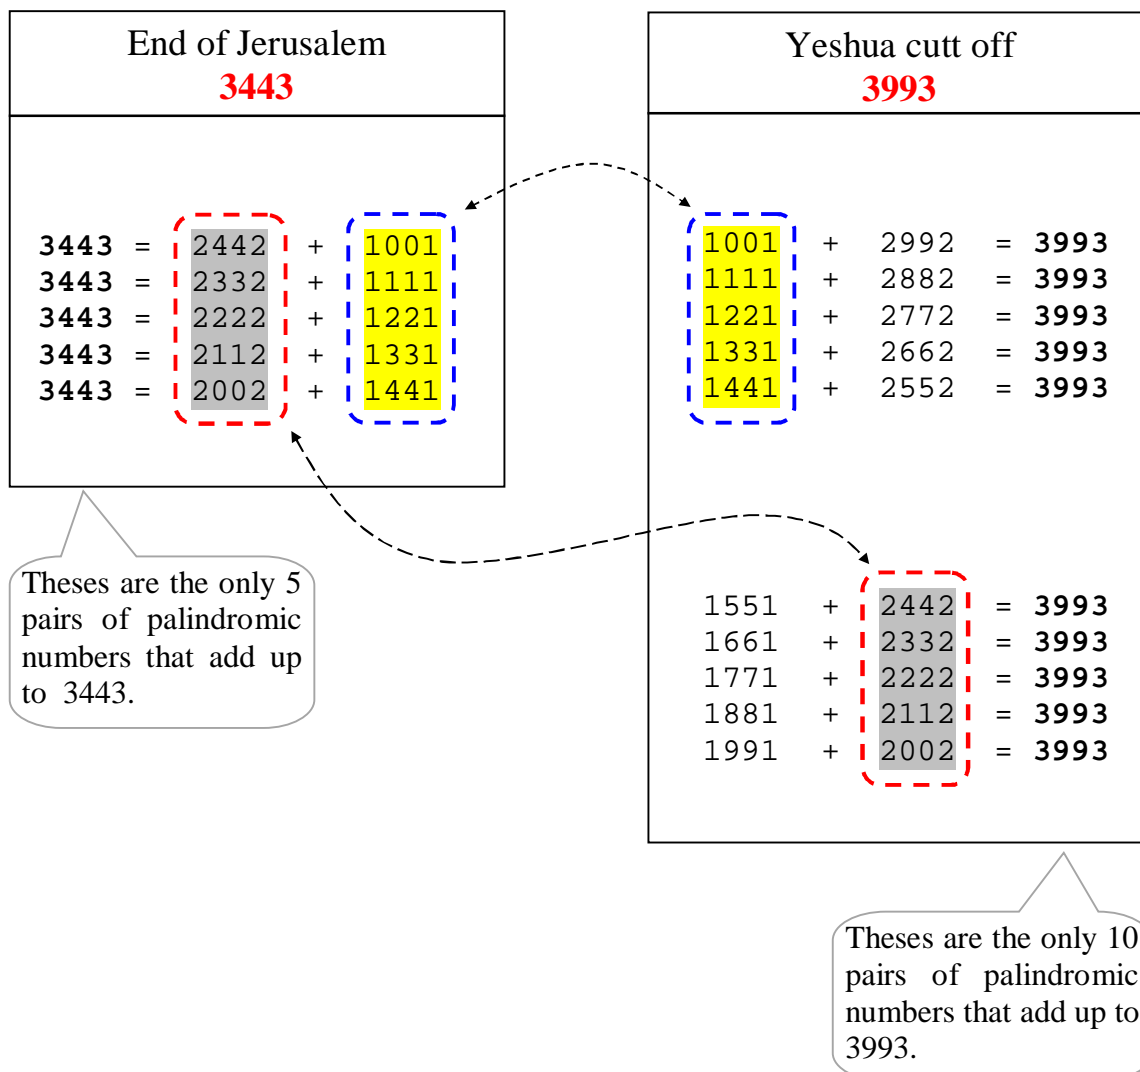 End of Jerusalem
3443
3443 = 2442 + 1001
3443 = 2332 + 1111
3443 = 2222 + 1221
3443 = 2112 + 1331
3443 = 2002 + 1441
Theses are the only 5
pairs of palindromic
numbers that add up
to 3443.
Yeshua cutt off
3993
1001 + 2992 = 3993
1111 + 2882 = 3993
1221 + 2772 = 3993
1331 + 2662 = 3993
1441 + 2552 = 3993
1551 + 2442 = 3993
1661 + 2332 = 3993
1771 + 2222 = 3993
1881 + 2112 = 3993
1991 + 2002 = 3993
Theses are the only 10
pairs of palindromic
numbers that add up to
3993.